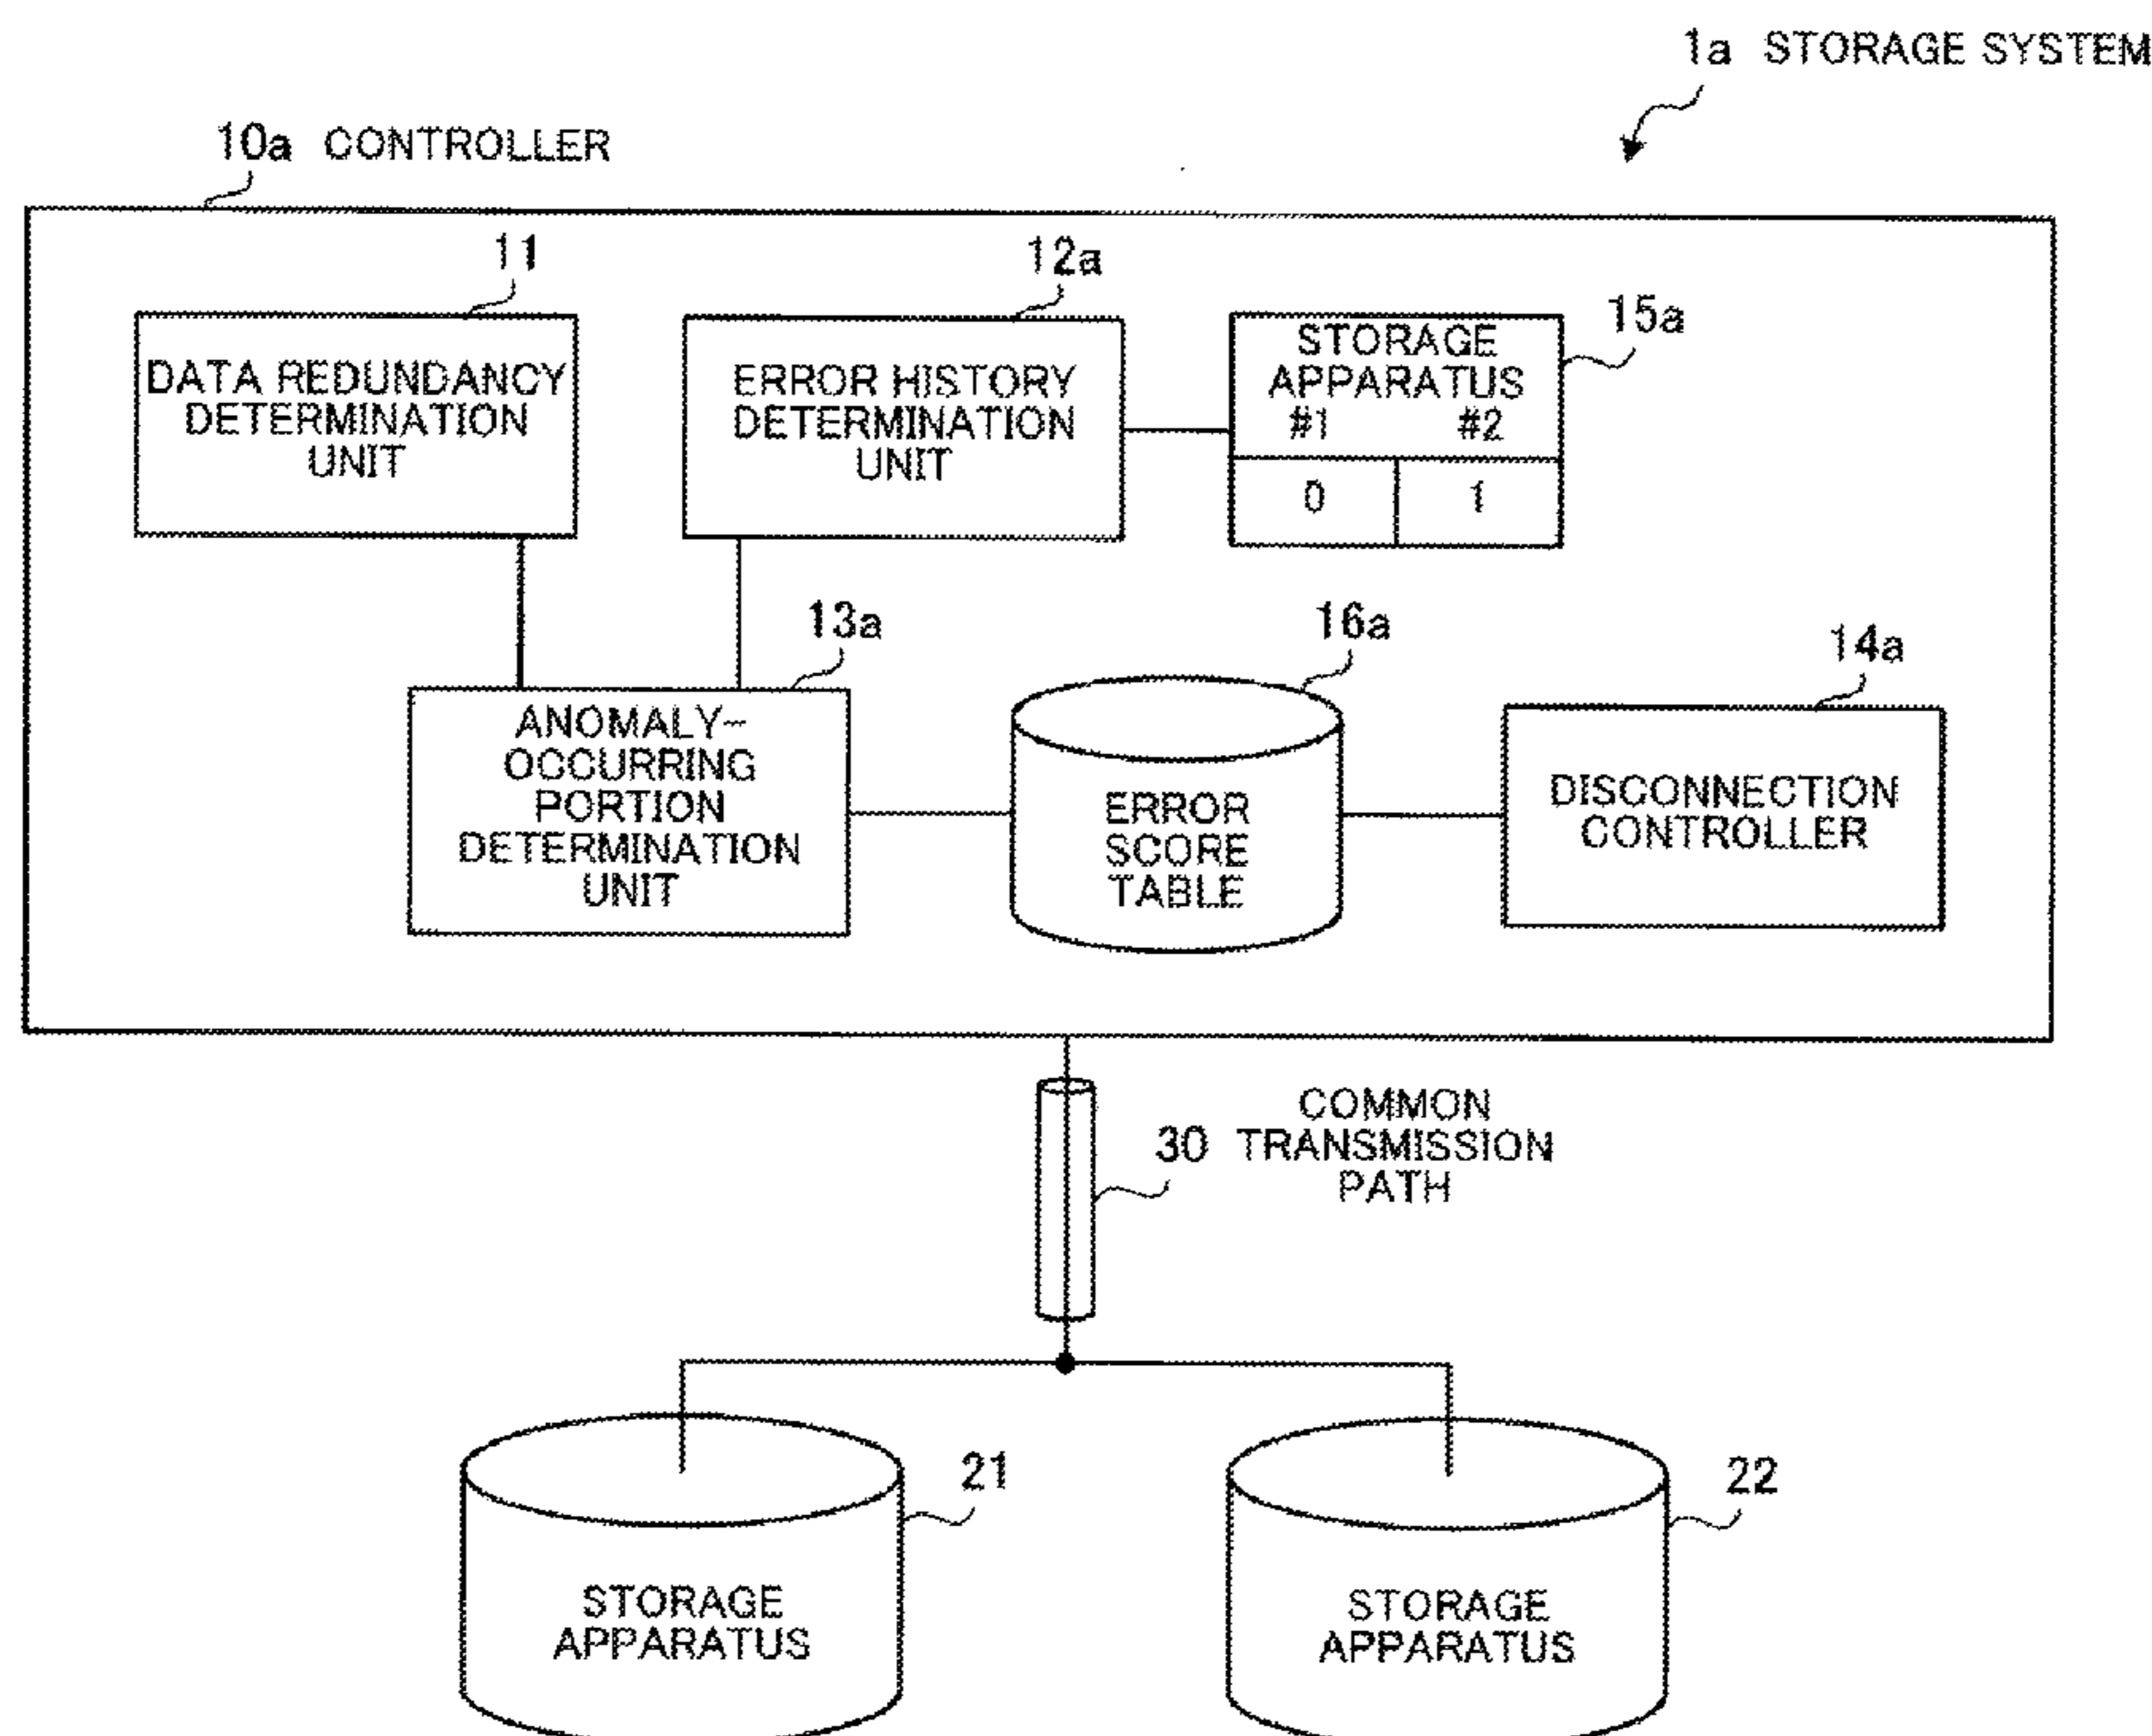 1a STORAGE SYSTEM
10a CONTROLLER
11
12a
15a
DATA REDUNDANCY
DETERMINATION
UNIT
ERROR HISTORY
DETERMINATION
UNIT
STORAGE
APPARATUS
#1 #2
0 1
13a
16a
14a
ANOMALY-
OCCURRING
PORTION
DETERMINATION
UNIT
ERROR
SCORE
TABLE
DISCONNECTION
CONTROLLER
COMMON
30 TRANSMISSION
PATH
21
22
STORAGE
APPARATUS
STORAGE
APPARATUS